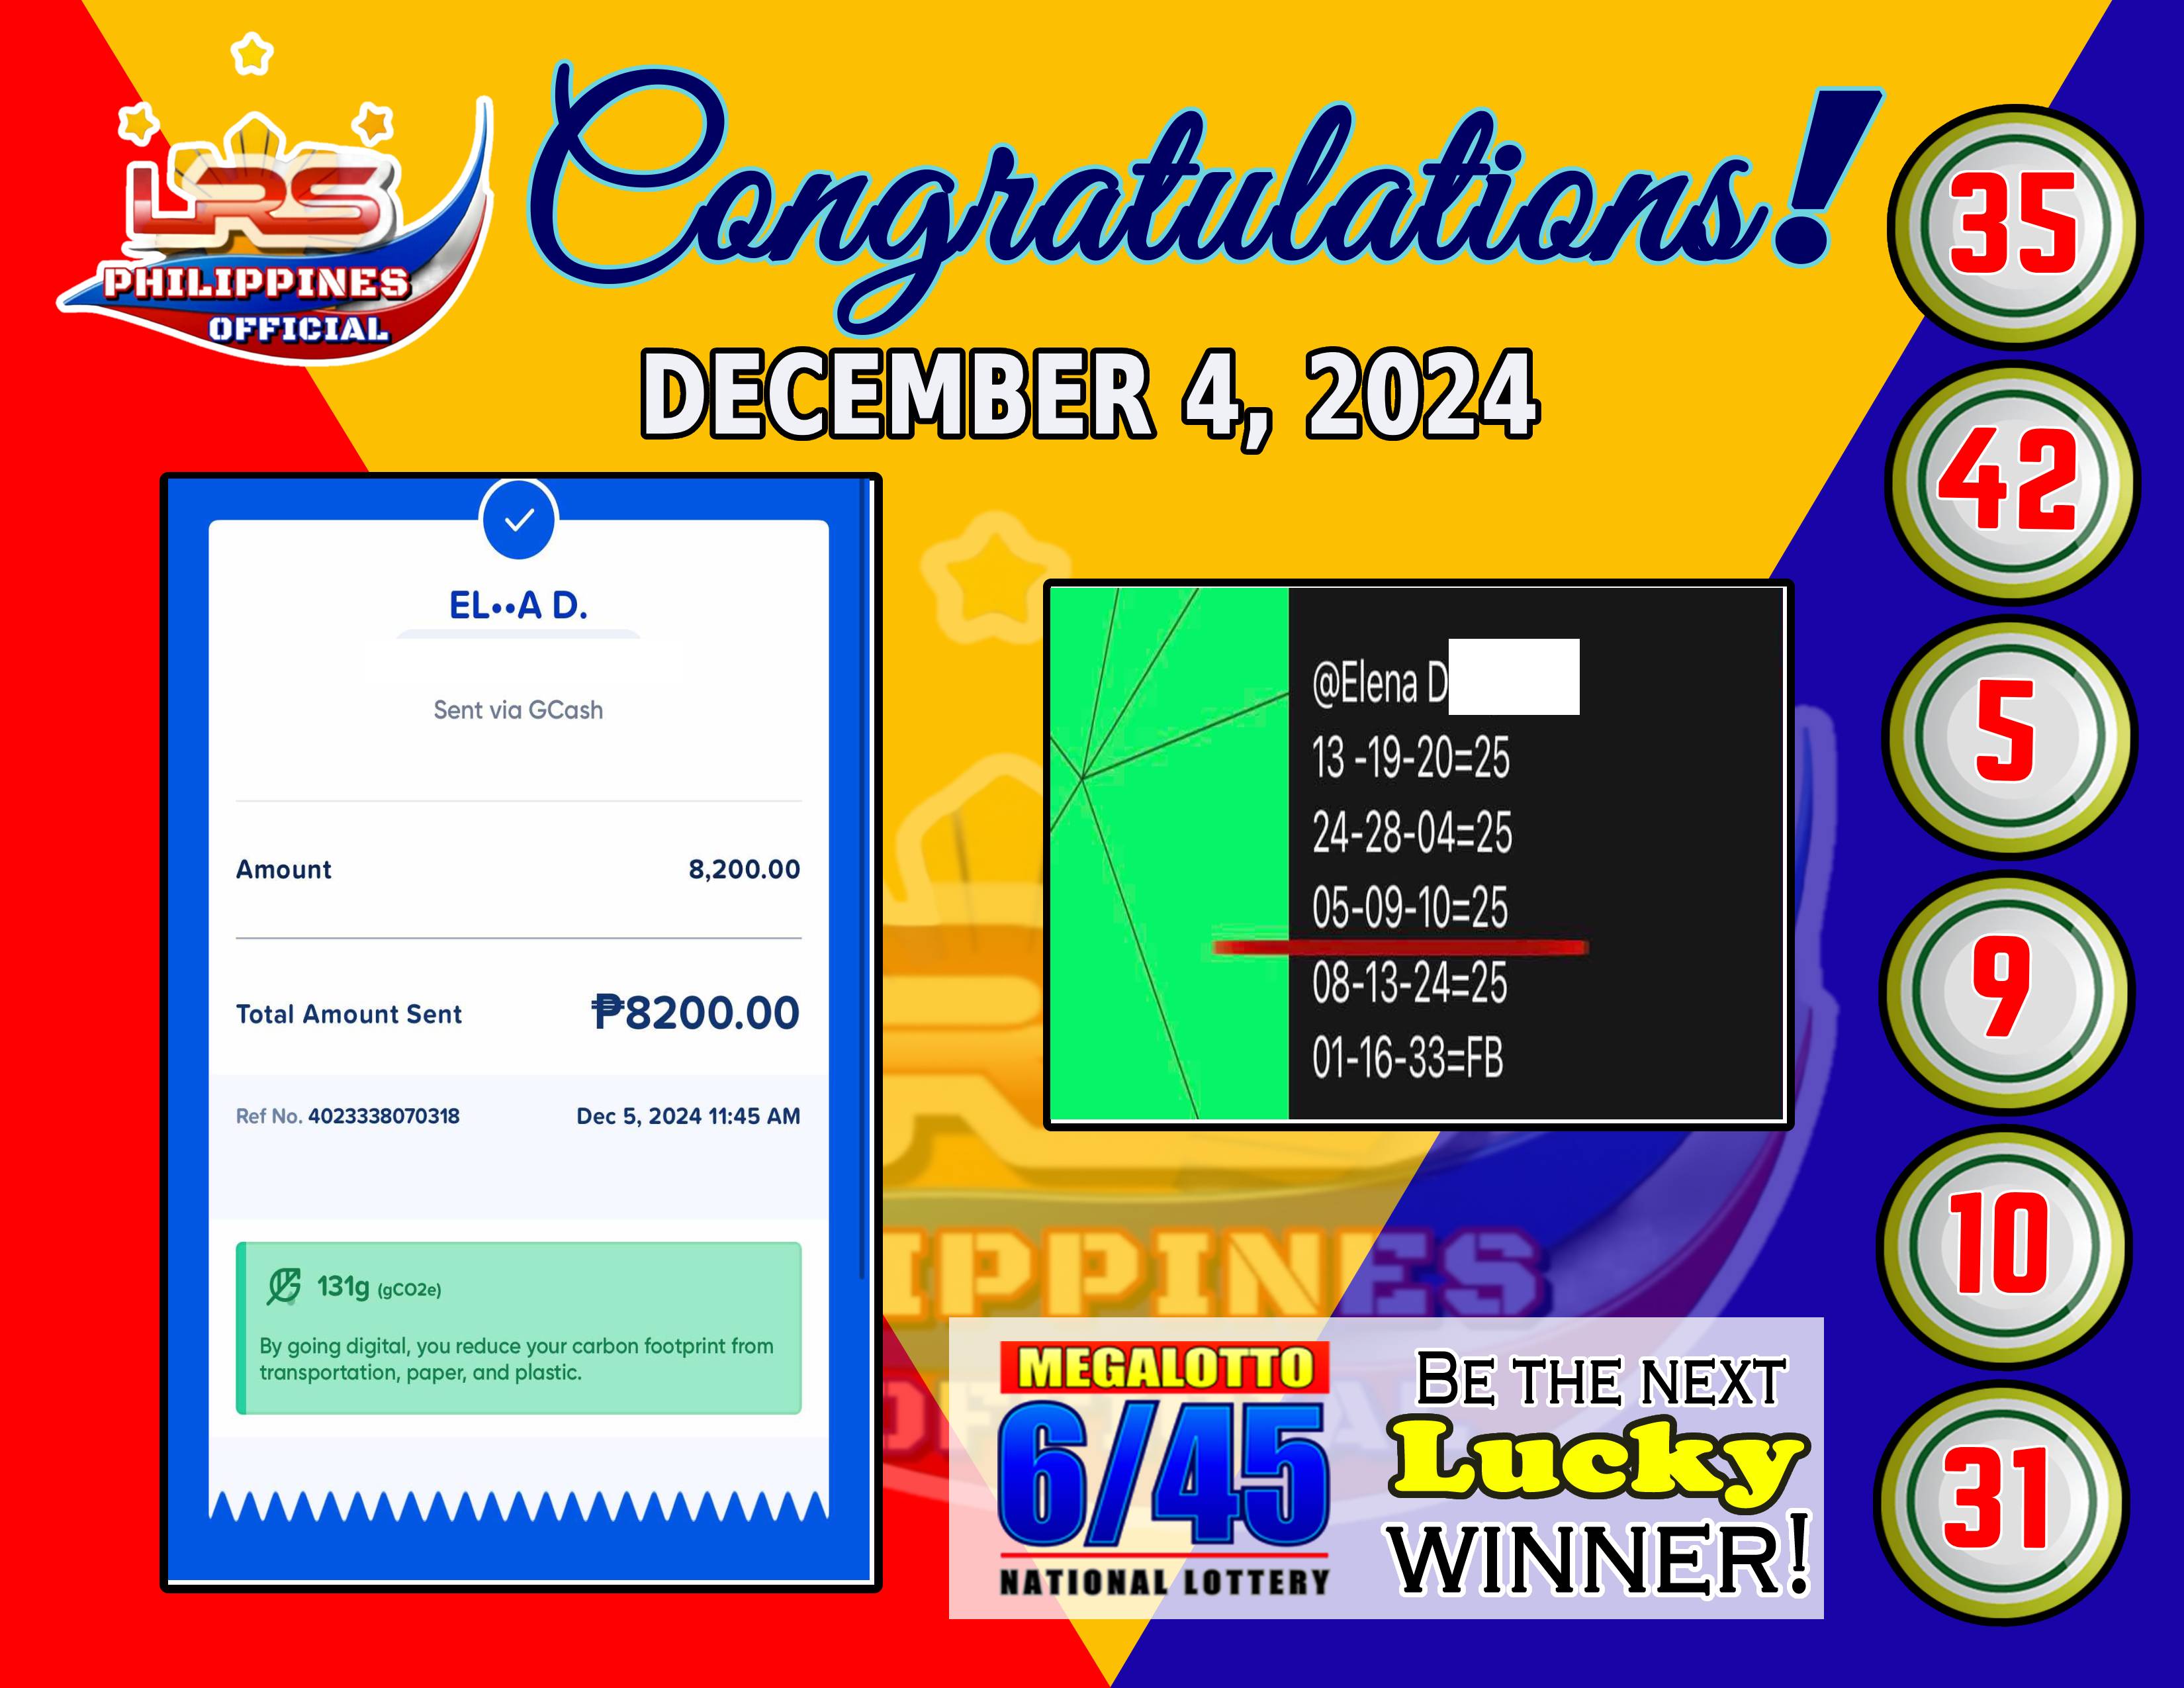 LRS
PHILIPPINES
OFFICIAL
Congratulations!
DECEMBER 4, 2024
EL••A D.
Sent via GCash
Amount 8,200.00
Total Amount Sent ₱8200.00
Ref No. 4023338070318 Dec 5, 2024 11:45 AM
131g (gCO2e)
By going digital, you reduce your carbon footprint from
transportation, paper, and plastic.
@Elena D
13 -19-20=25
24-28-04=25
05-09-10=25
08-13-24=25
01-16-33=FB
IPPINES
MEGALOTTO
6/45
NATIONAL LOTTERY
BE THE NEXT
Lucky
WINNER!
35
42
5
9
10
31